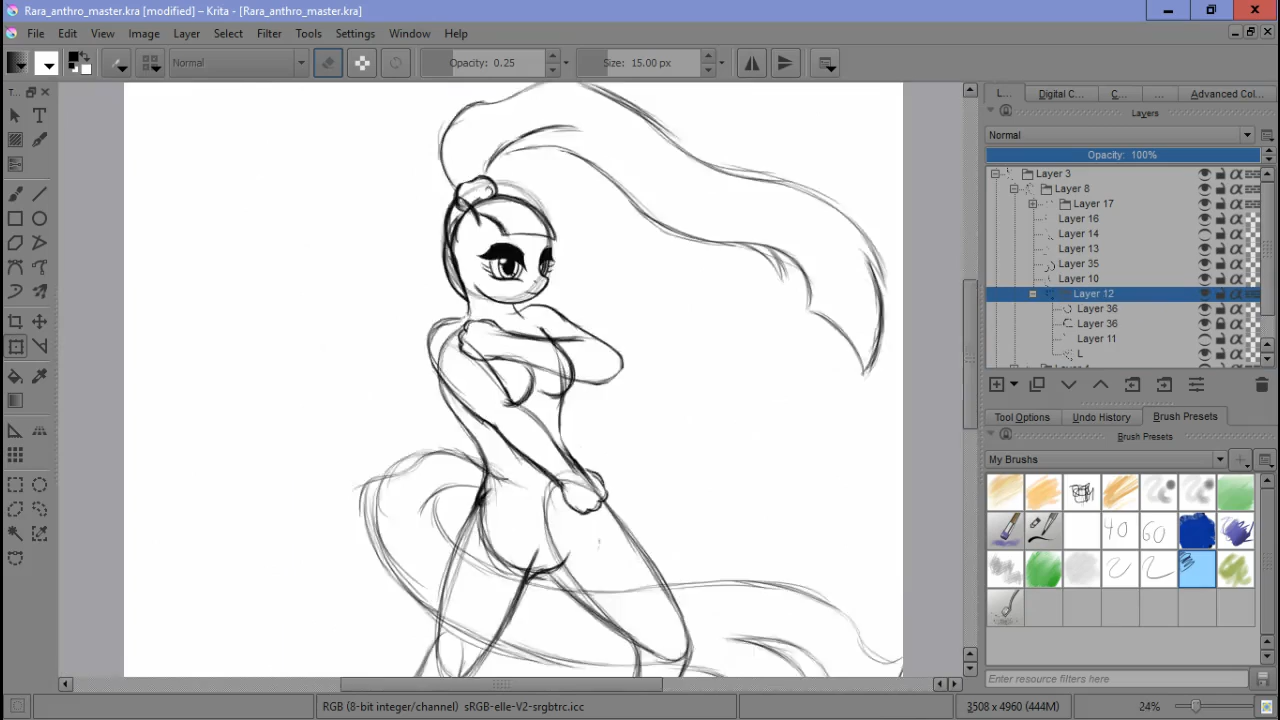 Rara_anthro_master.kra [modified] – Krita - [Rara_anthro_master.kra]
File Edit View Image Layer Select Filter Tools Settings Window Help
Normal Opacity: 0.25 Size: 15.00 px
T... L... Digital C... C... ... Advanced Col...
Layers
Normal
Opacity: 100%
Layer 3
Layer 8
Layer 17
Layer 16
Layer 14
Layer 13
Layer 35
Layer 10
Layer 12
Layer 36
Layer 36
Layer 11
L
Tool Options Undo History Brush Presets
Brush Presets
My Brushs
40 60
Enter resource filters here
RGB (8-bit integer/channel) sRGB-elle-V2-srgbtrc.icc 3508 x 4960 (444M) 24%